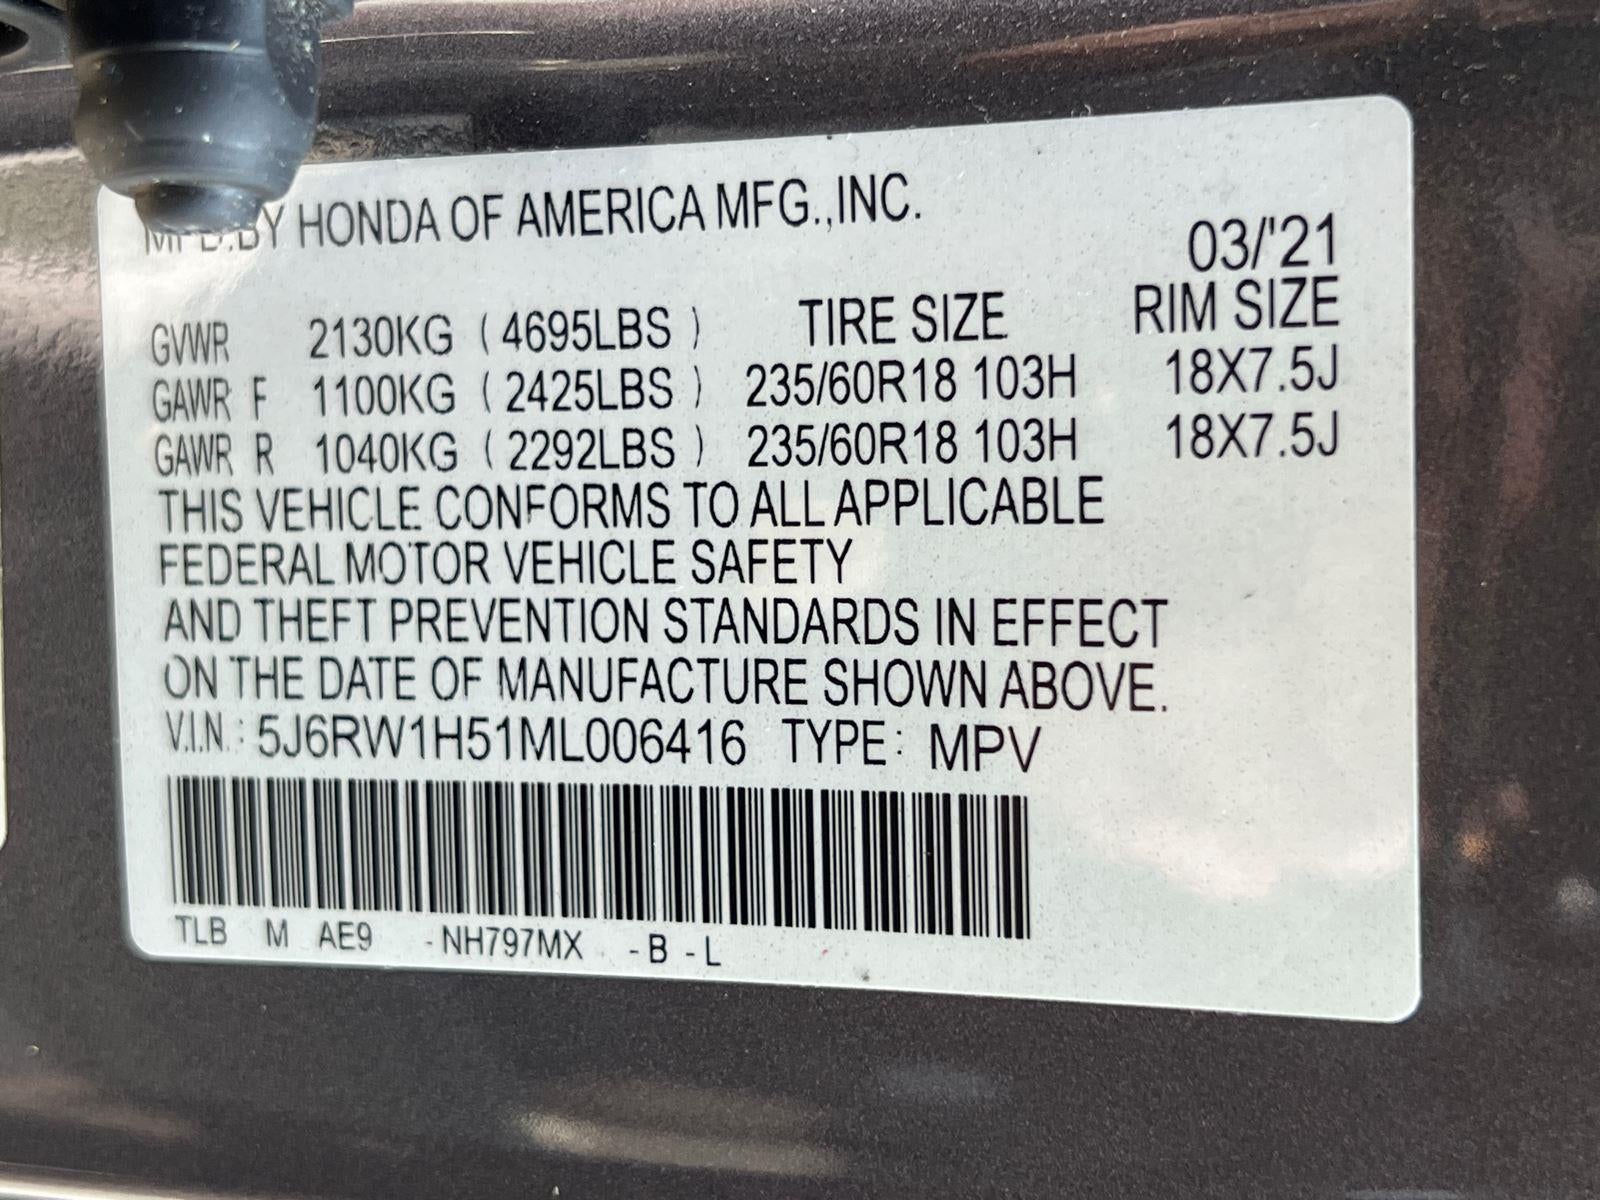 MFD.BY HONDA OF AMERICA MFG.,INC.
03/'21
GVWR 2130KG ( 4695LBS ) TIRE SIZE RIM SIZE
GAWR F 1100KG ( 2425LBS ) 235/60R18 103H 18X7.5J
GAWR R 1040KG ( 2292LBS ) 235/60R18 103H 18X7.5J
THIS VEHICLE CONFORMS TO ALL APPLICABLE
FEDERAL MOTOR VEHICLE SAFETY
AND THEFT PREVENTION STANDARDS IN EFFECT
ON THE DATE OF MANUFACTURE SHOWN ABOVE.
V.I.N.: 5J6RW1H51ML006416 TYPE: MPV
TLB M AE9 -NH797MX -B -L